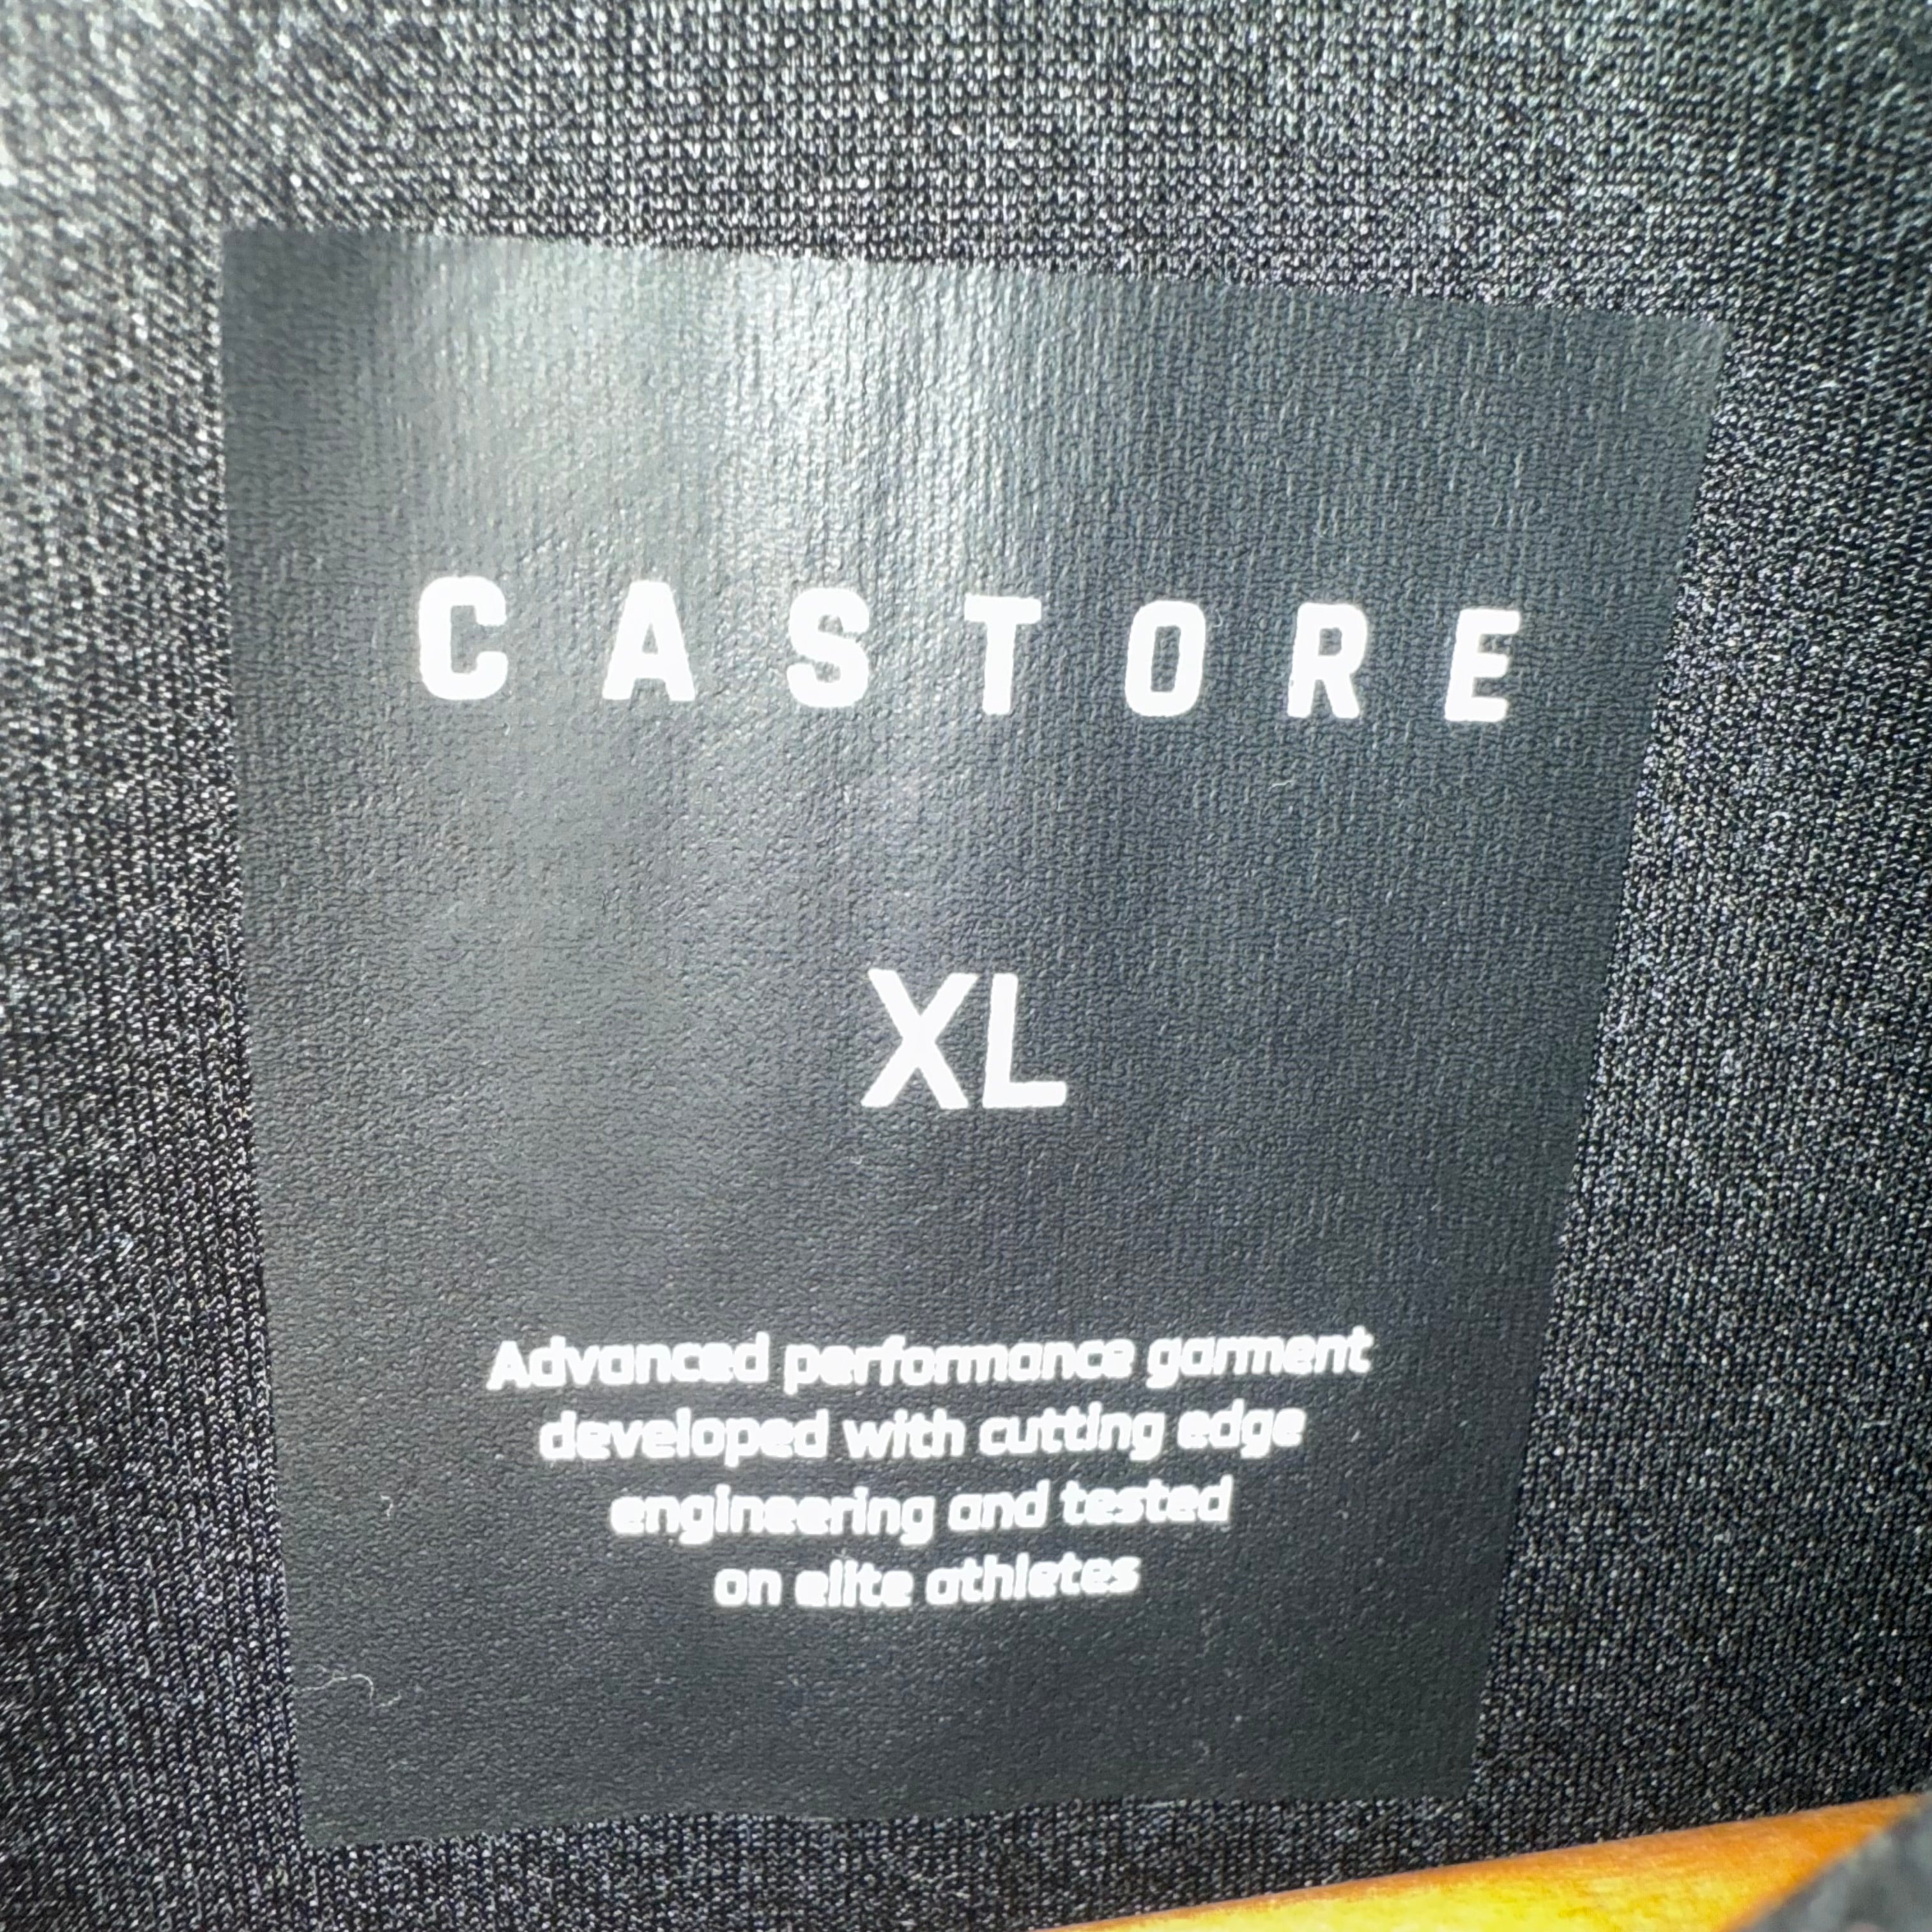 CASTORE
XL
Advanced performance garment
developed with cutting edge
engineering and tested
on elite athletes